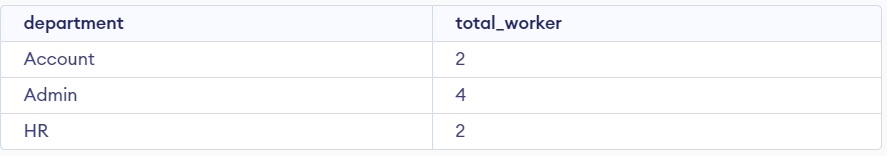 department total_worker
Account 2
Admin 4
HR 2